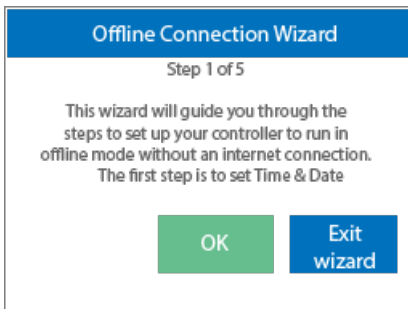 Offline Connection Wizard
Step 1 of 5
This wizard will guide you through the
steps to set up your controller to run in
offline mode without an internet connection.
The first step is to set Time & Date
OK
Exit
wizard